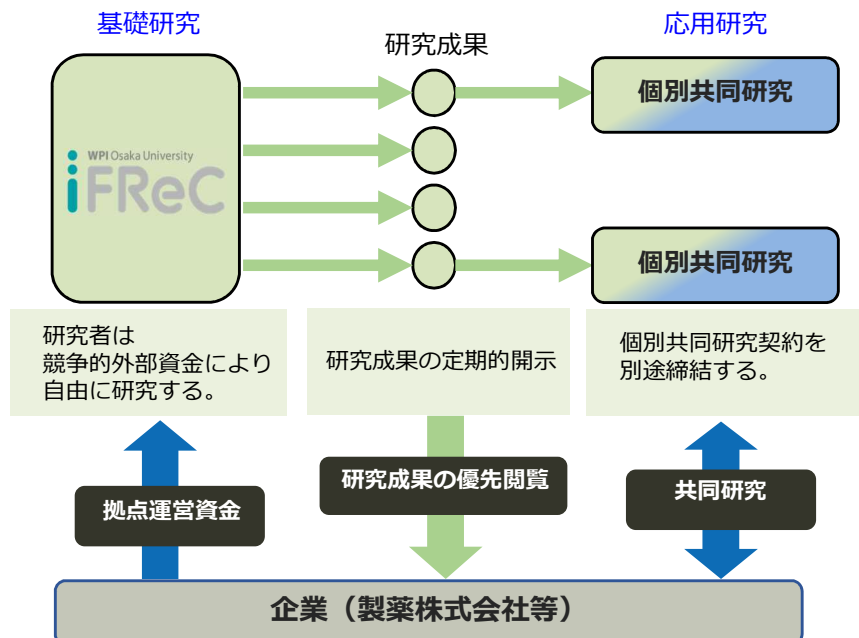 基礎研究
研究成果
応用研究
WPI Osaka University
iFReC
個別共同研究
個別共同研究
研究者は
競争的外部資金により
自由に研究する。
研究成果の定期的開示
個別共同研究契約を
別途締結する。
拠点運営資金
研究成果の優先閲覧
共同研究
企業（製薬株式会社等）